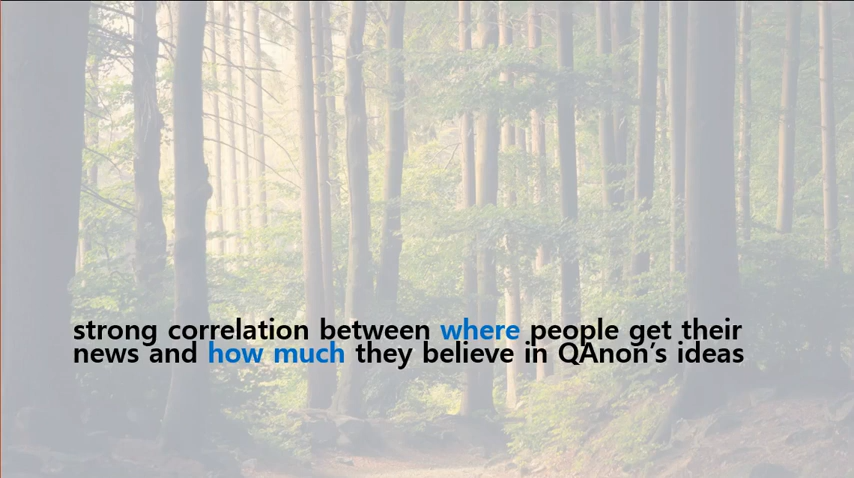 strong correlation between where people get their
news and how much they believe in QAnon’s ideas